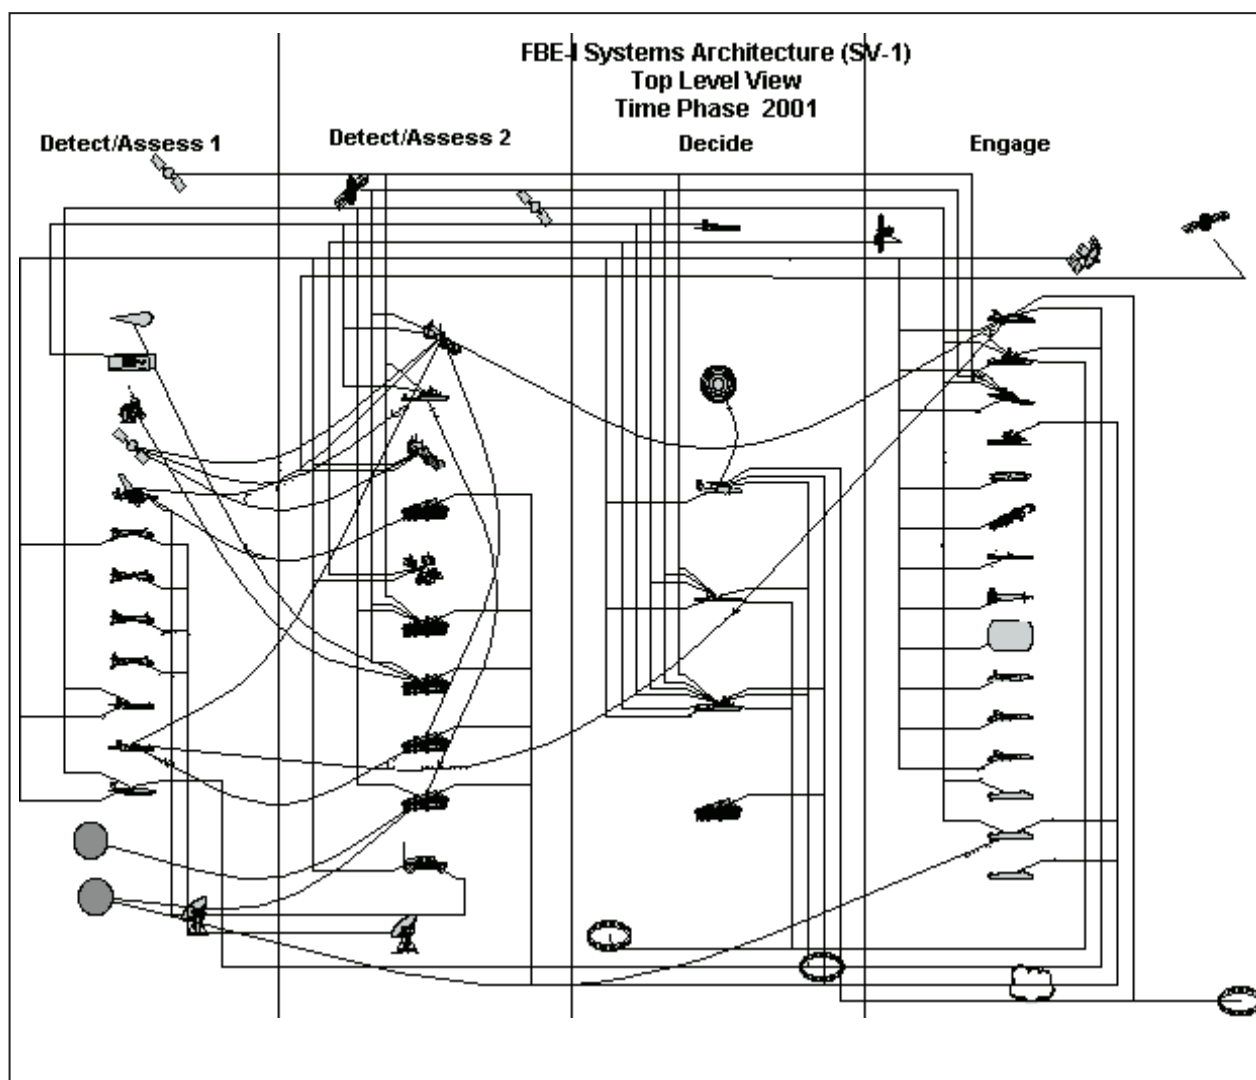 FBE-I Systems Architecture (SV-1)
Top Level View
Time Phase 2001
Detect/Assess 1
Detect/Assess 2
Decide
Engage